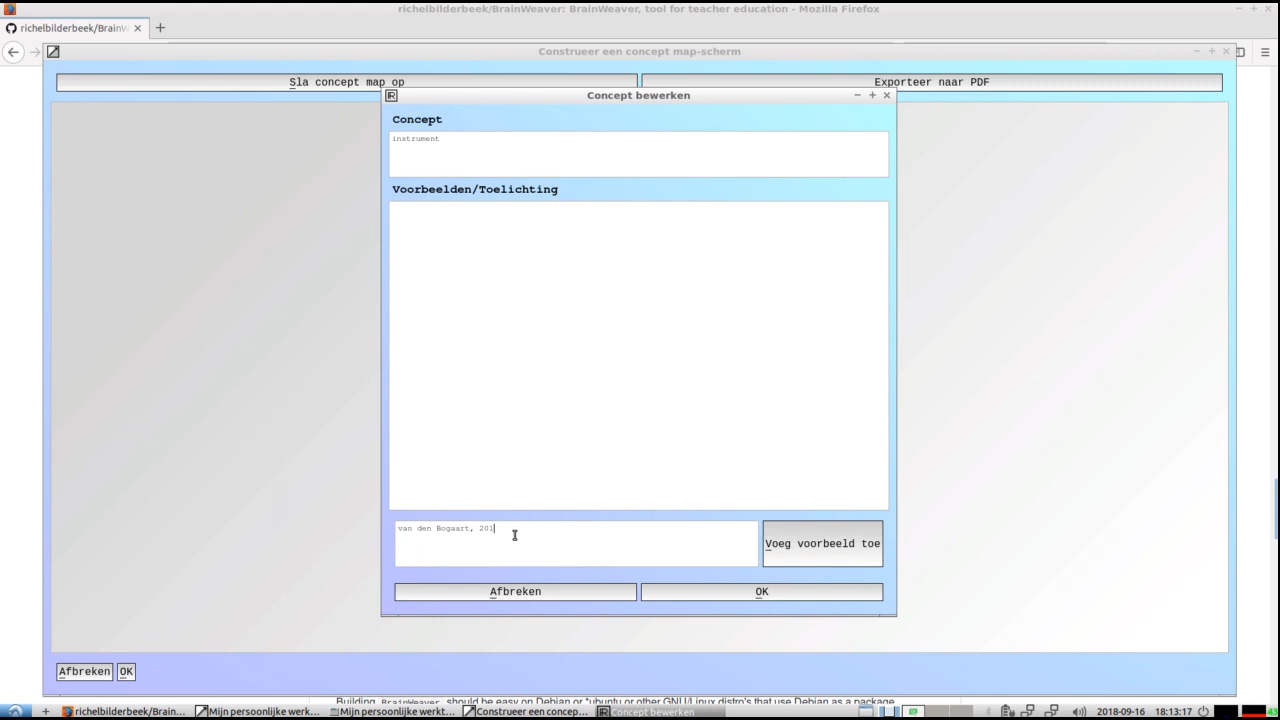 richelbilderbeek/BrainWeaver: BrainWeaver, tool for teacher education - Mozilla Firefox
richelbilderbeek/BrainW
Construeer een concept map-scherm
Sla concept map op
Exporteer naar PDF
Concept bewerken
Concept
instrument
Voorbeelden/Toelichting
van den Bogaart, 201
Voeg voorbeeld toe
Afbreken
OK
Afbreken
OK
Building BrainWeaver should be easy on Debian or *ubuntu or other GNU/Linux distro's that use Debian as a package
richelbilderbeek/Brain...
Mijn persoonlijke werk...
Mijn persoonlijke werkt...
Construeer een concep...
Concept bewerken
2018-09-16
18:13:17